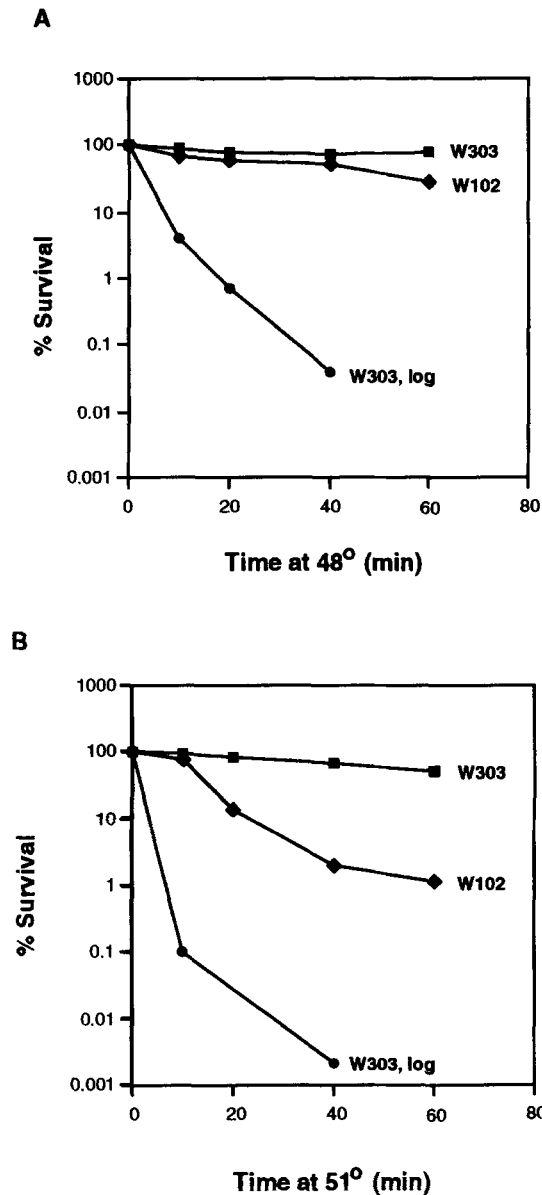 A
1000
100
10
1
0.1
0.01
0.001
W303
W102
W303, log
0 20 40 60 80
% Survival
Time at 48° (min)
B
1000
100
10
1
0.1
0.01
0.001
W303
W102
W303, log
0 20 40 60 80
% Survival
Time at 51° (min)